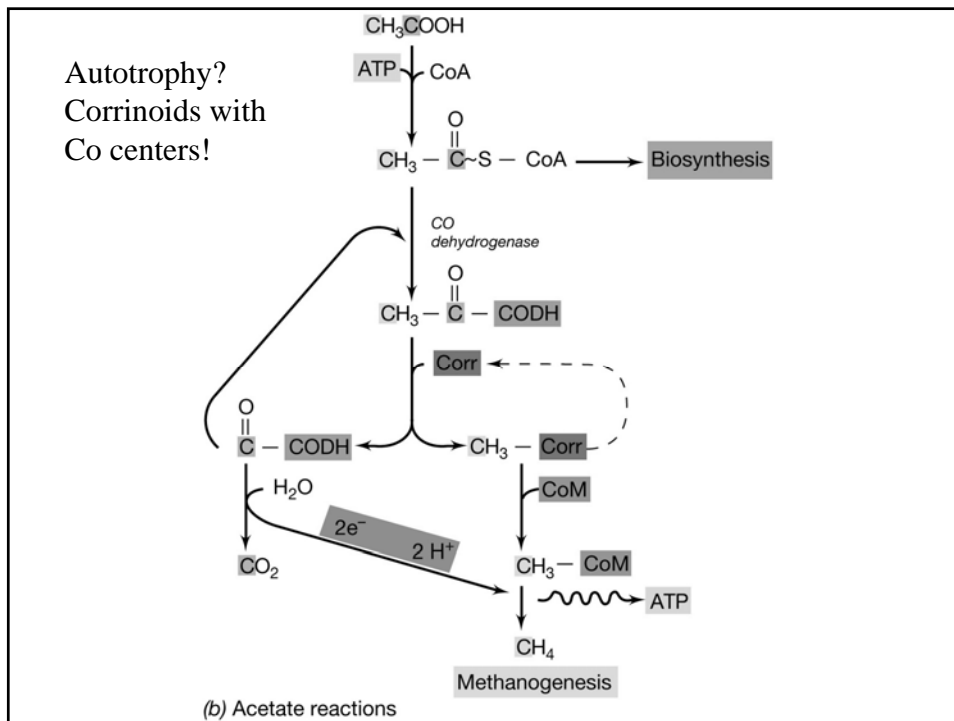 Autotrophy?
Corrinoids with
Co centers!
CH₃COOH
ATP CoA
O
CH₃ — C~S — CoA Biosynthesis
CO
dehydrogenase
O
CH₃ — C — CODH
Corr
O
C — CODH CH₃ — Corr
H₂O CoM
2e⁻
2 H⁺
CO₂ CH₃ — CoM
ATP
CH₄
Methanogenesis
(b) Acetate reactions